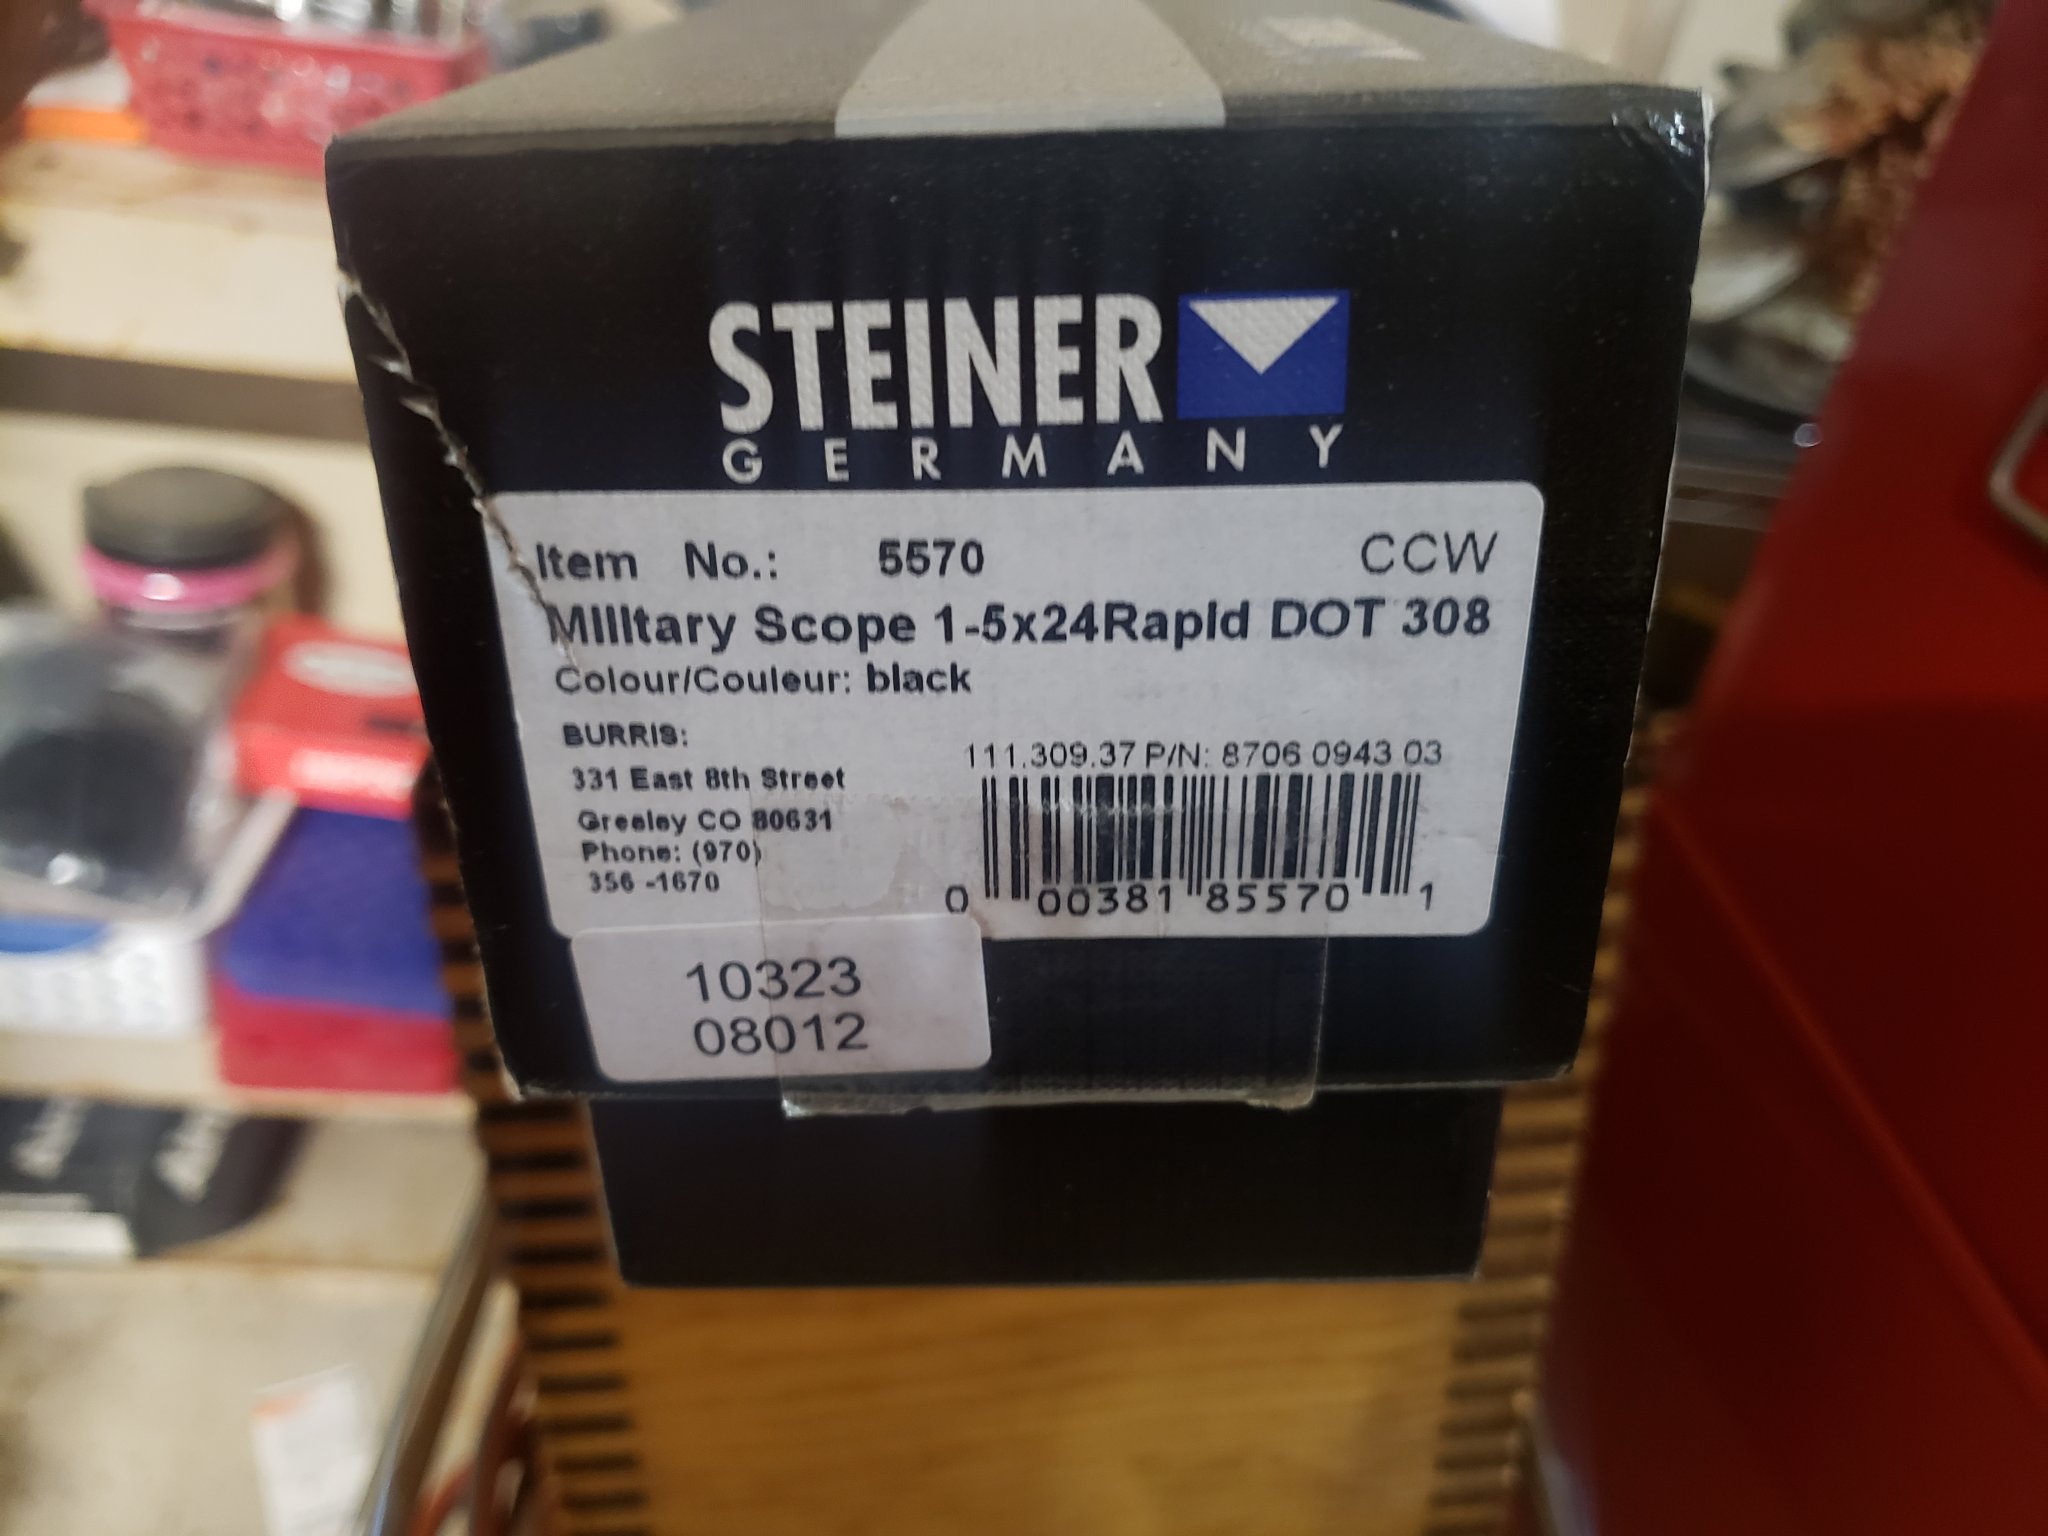 STEINER
GERMANY
Item No.: 5570 CCW
Military Scope 1-5x24Rapid DOT 308
Colour/Couleur: black
BURRIS:
331 East 8th Street
Greeley CO 80631
Phone: (970)
356 -1670
111.309.37 P/N: 8706 0943 03
0 00381 85570 1
10323
08012